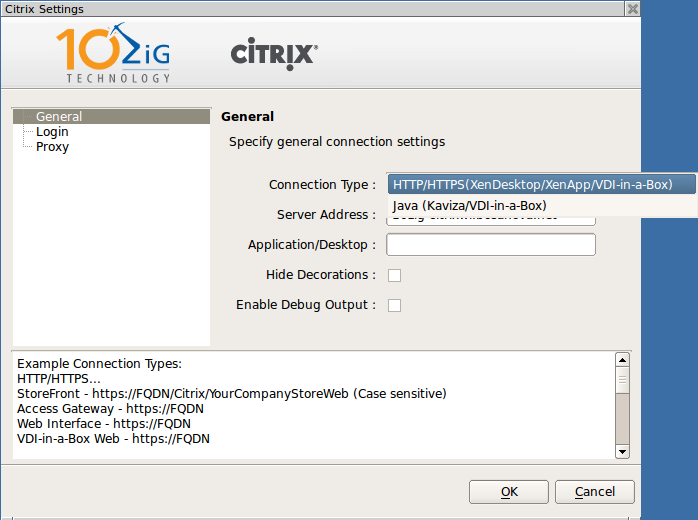 Citrix Settings
10ZiG
TECHNOLOGY
CİTRIX®
General
Login
Proxy
General
Specify general connection settings
Connection Type :
HTTP/HTTPS(XenDesktop/XenApp/VDI-in-a-Box)
Java (Kaviza/VDI-in-a-Box)
Server Address :
Application/Desktop :
Hide Decorations :
Enable Debug Output :
Example Connection Types:
HTTP/HTTPS...
StoreFront - https://FQDN/Citrix/YourCompanyStoreWeb (Case sensitive)
Access Gateway - https://FQDN
Web Interface - https://FQDN
VDI-in-a-Box Web - https://FQDN
OK
Cancel